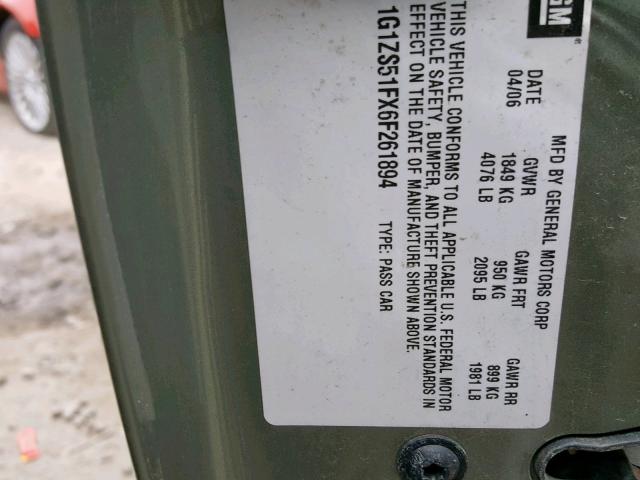 GM
MFD BY GENERAL MOTORS CORP
DATE GVWR GAWR FRT GAWR RR
04/06 1849 KG 950 KG 899 KG
4076 LB 2095 LB 1981 LB
THIS VEHICLE CONFORMS TO ALL APPLICABLE U.S. FEDERAL MOTOR
VEHICLE SAFETY, BUMPER, AND THEFT PREVENTION STANDARDS IN
EFFECT ON THE DATE OF MANUFACTURE SHOWN ABOVE.
1G1ZS51FX6F261894 TYPE: PASS CAR